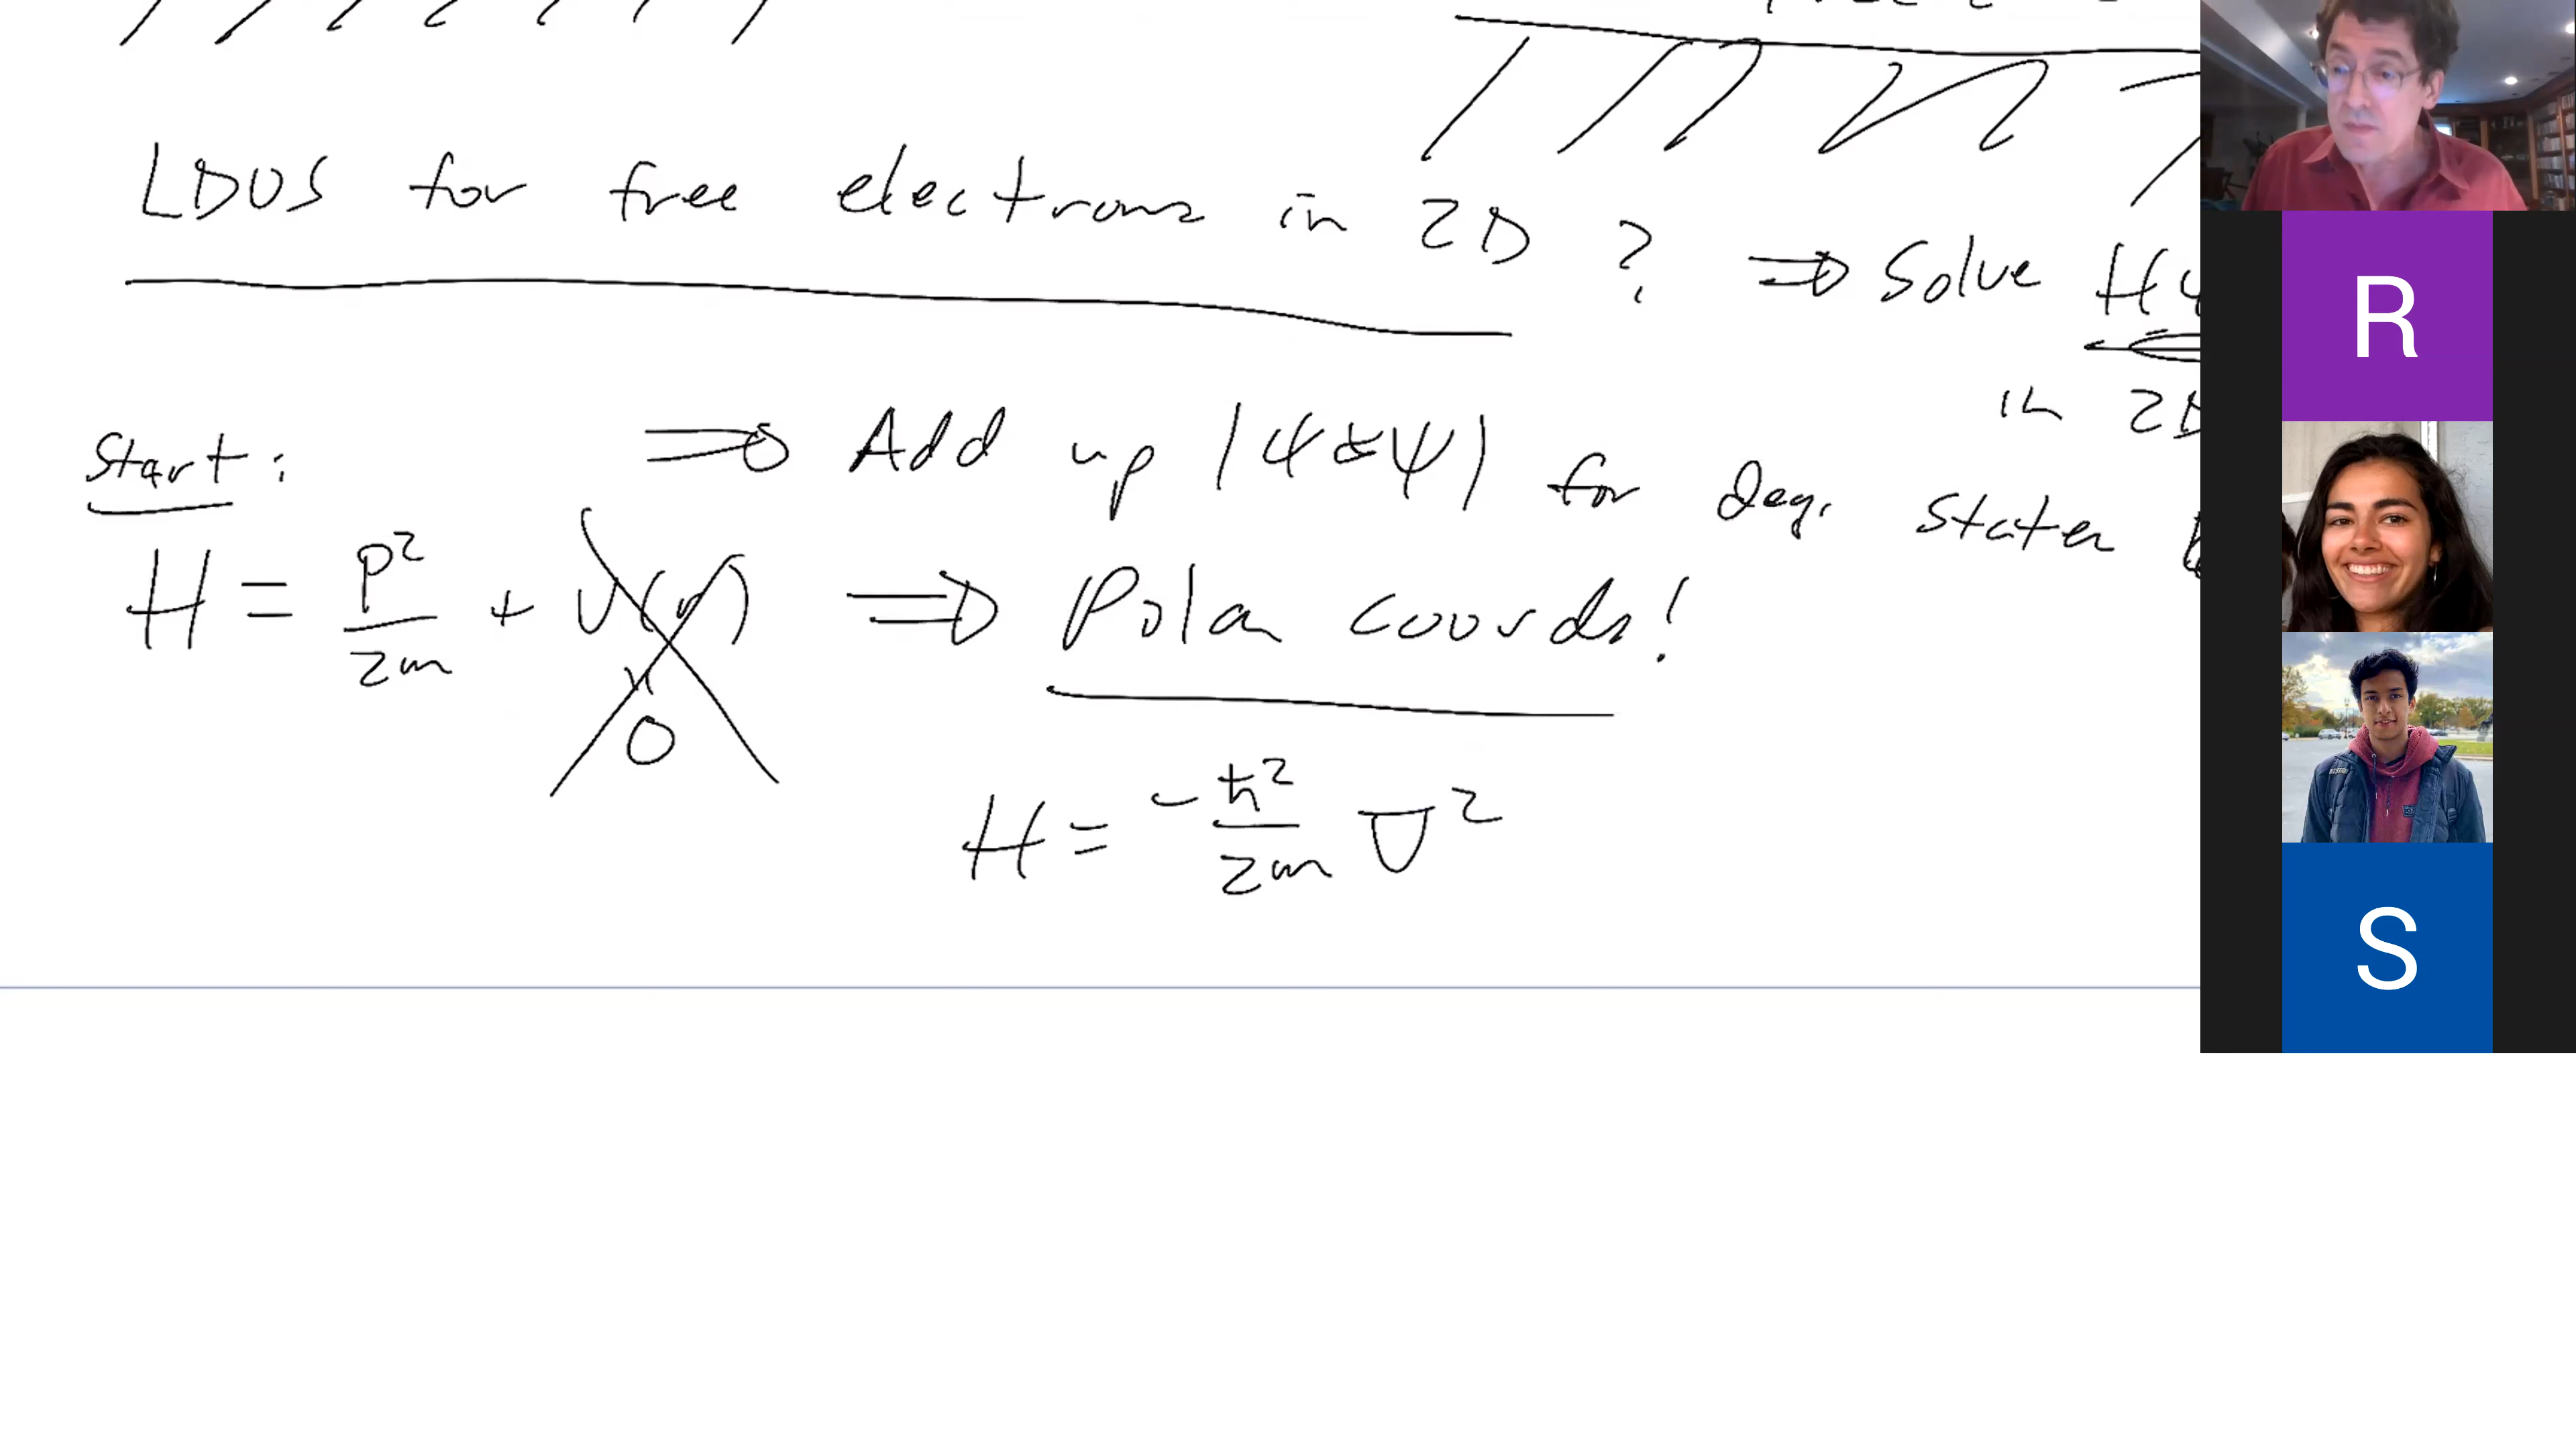 LDOS for free electrons in 2D ? ⇒ Solve H
in 2D
Start: ⇒ Add up |ψ*ψ| for deg. states
H = p²/2m + V(r) ⇒ Polar coords!
"
0
H = -ħ²/2m ∇²
R
S